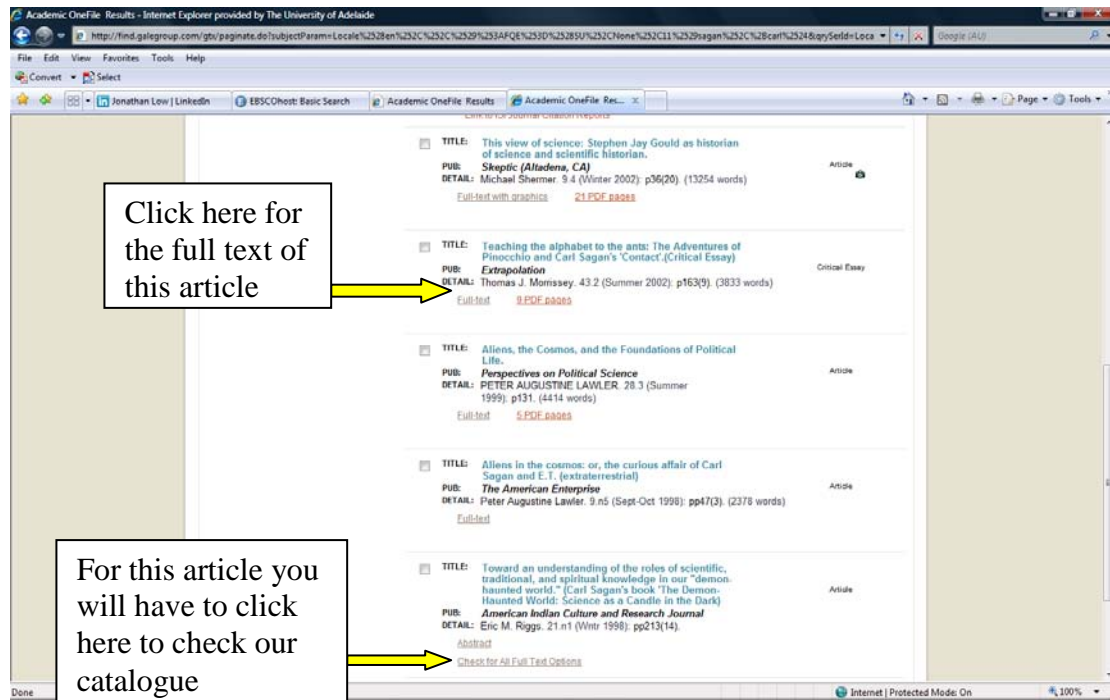 Academic OneFile Results - Internet Explorer provided by The University of Adelaide
File Edit View Favorites Tools Help
Convert Select
Jonathan Low | LinkedIn EBSCOhost: Basic Search Academic OneFile Results Academic OneFile Res... Page Tools
TITLE: This view of science: Stephen Jay Gould as historian
of science and scientific historian.
PUB: Skeptic (Altadena, CA)
Article
DETAIL: Michael Shermer. 9.4 (Winter 2002): p36(20). (13254 words)
Full-text with graphics 21 PDF pages
Click here for
the full text of
this article
TITLE: Teaching the alphabet to the ants: The Adventures of
Pinocchio and Carl Sagan's 'Contact'.(Critical Essay)
PUB: Extrapolation
Critical Essay
DETAIL: Thomas J. Morrissey. 43.2 (Summer 2002): p163(9). (3833 words)
Full-text 9 PDF pages
TITLE: Aliens, the Cosmos, and the Foundations of Political
Life.
PUB: Perspectives on Political Science
Article
DETAIL: PETER AUGUSTINE LAWLER. 28.3 (Summer
1999): p131. (4414 words)
Full-text 5 PDF pages
TITLE: Aliens in the cosmos: or, the curious affair of Carl
Sagan and E.T. (extraterrestrial)
PUB: The American Enterprise
Article
DETAIL: Peter Augustine Lawler. 9.n5 (Sept-Oct 1998): pp47(3). (2378 words)
Full-text
For this article you
will have to click
here to check our
catalogue
TITLE: Toward an understanding of the roles of scientific,
traditional, and spiritual knowledge in our "demon-
haunted world." (Carl Sagan's book 'The Demon-
Haunted World: Science as a Candle in the Dark)
Article
PUB: American Indian Culture and Research Journal
DETAIL: Eric M. Riggs. 21.n1 (Wntr 1998): pp213(14).
Abstract
Check for All Full Text Options
Done Internet | Protected Mode: On 100%